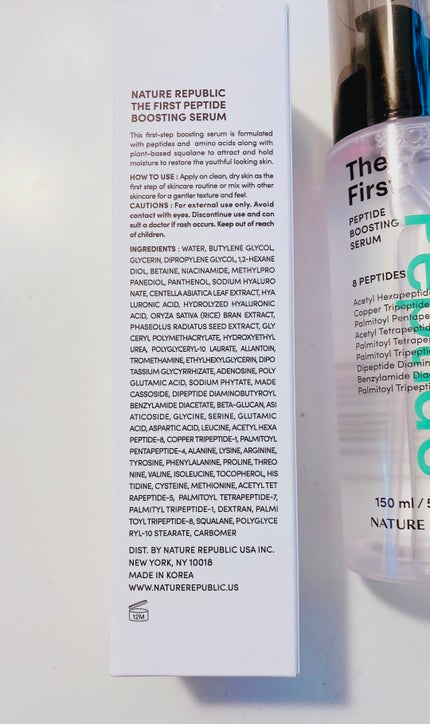 NATURE REPUBLIC
THE FIRST PEPTIDE
BOOSTING SERUM
This first-step boosting serum is formulated
with peptides and amino acids along with
plant-based squalane to attract and hold
moisture to restore the youthful looking skin.
HOW TO USE : Apply on clean, dry skin as the
first step of skincare routine or mix with other
skincare for a gentler texture and feel.
CAUTIONS : For external use only. Avoid
contact with eyes. Discontinue use and con
sult a doctor if rash occurs. Keep out of reach
of children.
INGREDIENTS : WATER, BUTYLENE GLYCOL,
GLYCERIN, DIPROPYLENE GLYCOL, 1,2-HEXANE
DIOL, BETAINE, NIACINAMIDE, METHYLPRO
PANEDIOL, PANTHENOL, SODIUM HYALURO
NATE, CENTELLA ASIATICA LEAF EXTRACT, HYA
LURONIC ACID, HYDROLYZED HYALURONIC
ACID, ORYZA SATIVA (RICE) BRAN EXTRACT,
PHASEOLUS RADIATUS SEED EXTRACT, GLY
CERYL POLYMETHACRYLATE, HYDROXYETHYL
UREA, POLYGLYCERYL-10 LAURATE, ALLANTOIN,
TROMETHAMINE, ETHYLHEXYLGLYCERIN, DIPO
TASSIUM GLYCYRRHIZATE, ADENOSINE, POLY
GLUTAMIC ACID, SODIUM PHYTATE, MADE
CASSOSIDE, DIPEPTIDE DIAMINOBUTYROYL
BENZYLAMIDE DIACETATE, BETA-GLUCAN, ASI
ATICOSIDE, GLYCINE, SERINE, GLUTAMIC
ACID, ASPARTIC ACID, LEUCINE, ACETYL HEXA
PEPTIDE-8, COPPER TRIPEPTIDE-1, PALMITOYL
PENTAPEPTIDE-4, ALANINE, LYSINE, ARGININE,
TYROSINE, PHENYLALANINE, PROLINE, THREO
NINE, VALINE, ISOLEUCINE, TOCOPHEROL, HIS
TIDINE, CYSTEINE, METHIONINE, ACETYL TET
RAPEPTIDE-5, PALMITOYL TETRAPEPTIDE-7,
PALMITYL TRIPEPTIDE-1, DEXTRAN, PALMI
TOYL TRIPEPTIDE-8, SQUALANE, POLYGLYCE
RYL-10 STEARATE, CARBOMER
DIST. BY NATURE REPUBLIC USA INC.
NEW YORK, NY 10018
MADE IN KOREA
WWW.NATUREREPUBLIC.US
12M
The
Firs
PEPTIDE
BOOSTING
SERUM
8 PEPTIDES
Acetyl Hexapeptide
Copper Tripeptide
Palmitoyl Pentape
Acetyl Tetrapeptid
Palmitoyl Tetrape
Palmitoyl Tripeptid
Dipeptide Diamin
Benzylamide Dia
Palmitoyl Tripepti
150 ml / 5
NATURE